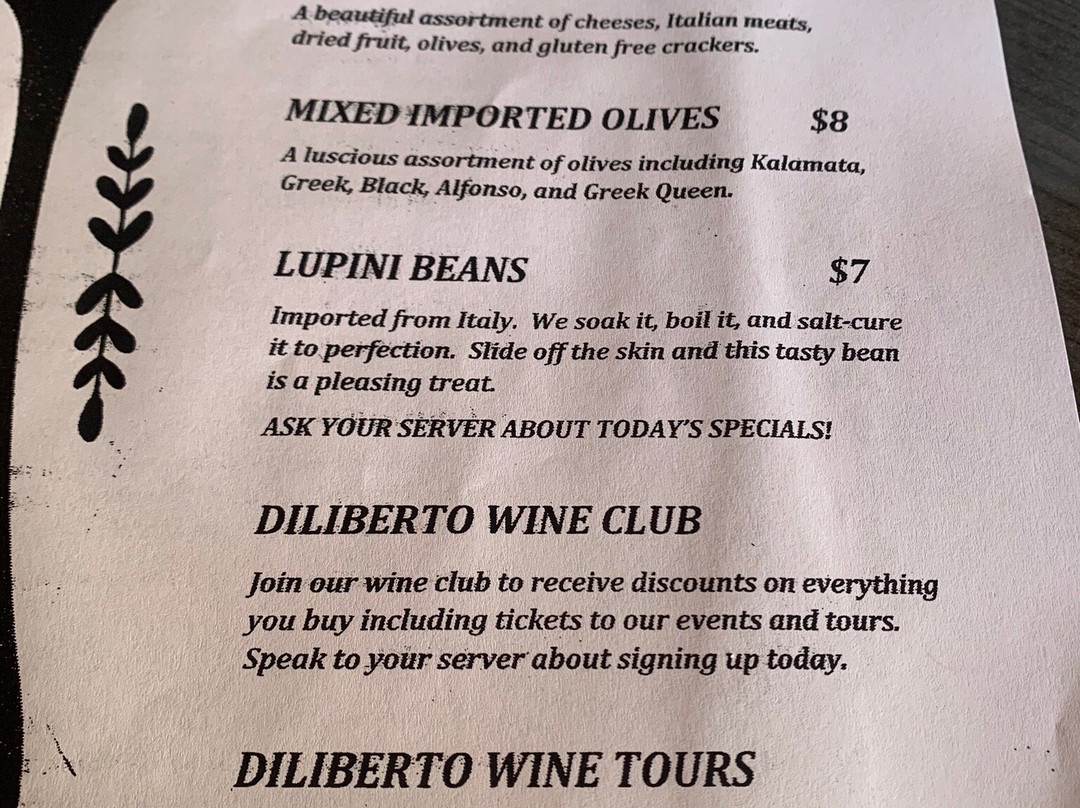 A beautiful assortment of cheeses, Italian meats,
dried fruit, olives, and gluten free crackers.
MIXED IMPORTED OLIVES $8
A luscious assortment of olives including Kalamata,
Greek, Black, Alfonso, and Greek Queen.
LUPINI BEANS $7
Imported from Italy. We soak it, boil it, and salt-cure
it to perfection. Slide off the skin and this tasty bean
is a pleasing treat.
ASK YOUR SERVER ABOUT TODAY'S SPECIALS!
DILIBERTO WINE CLUB
Join our wine club to receive discounts on everything
you buy including tickets to our events and tours.
Speak to your server about signing up today.
DILIBERTO WINE TOURS